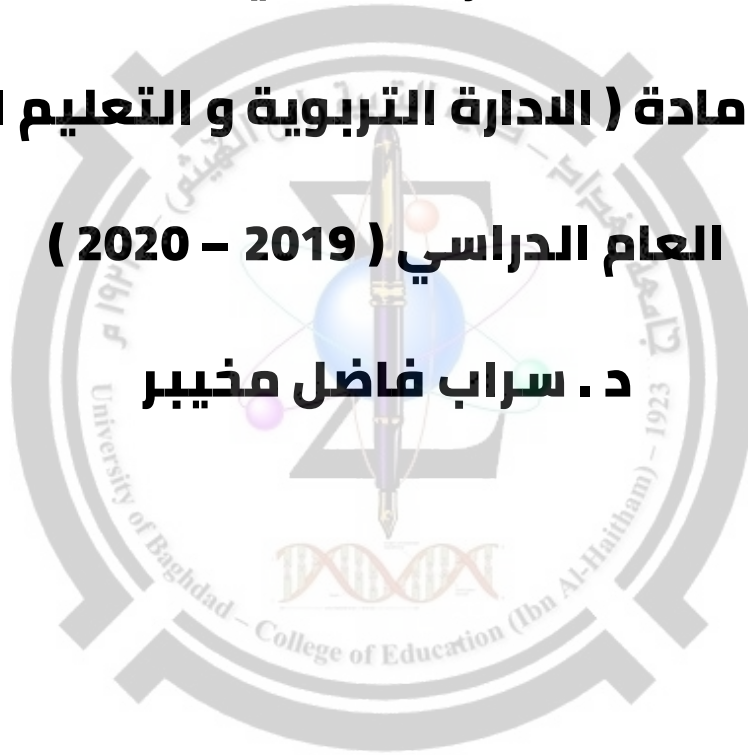 مادة ( الادارة التربوية و التعليم ا
العام الدراسي ( 2019 – 2020 )
د . سراب فاضل مخيبر
University of Baghdad – College of Education (Ibn Al-Haitham) – 1923